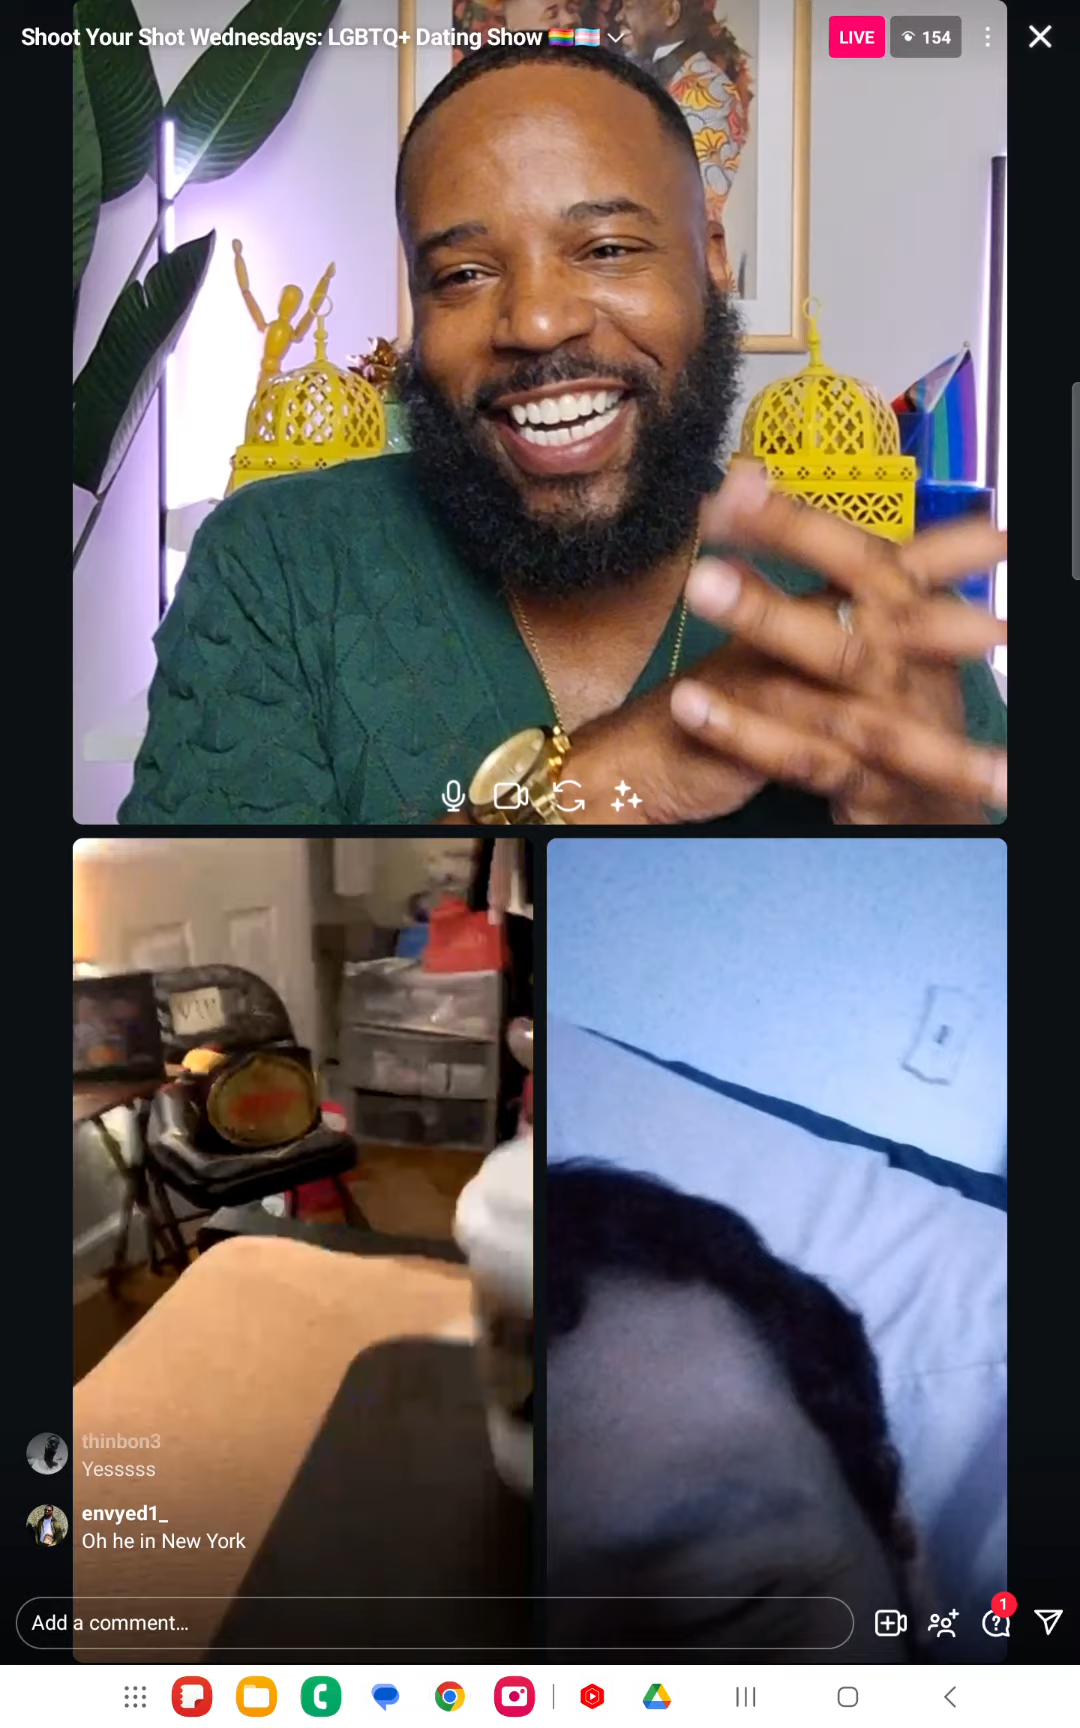 Shoot Your Shot Wednesdays: LGBTQ+ Dating Show 🏳️‍🌈🏳️‍⚧️
LIVE
154
thinbon3
Yesssss
envyed1_
Oh he in New York
Add a comment...
1